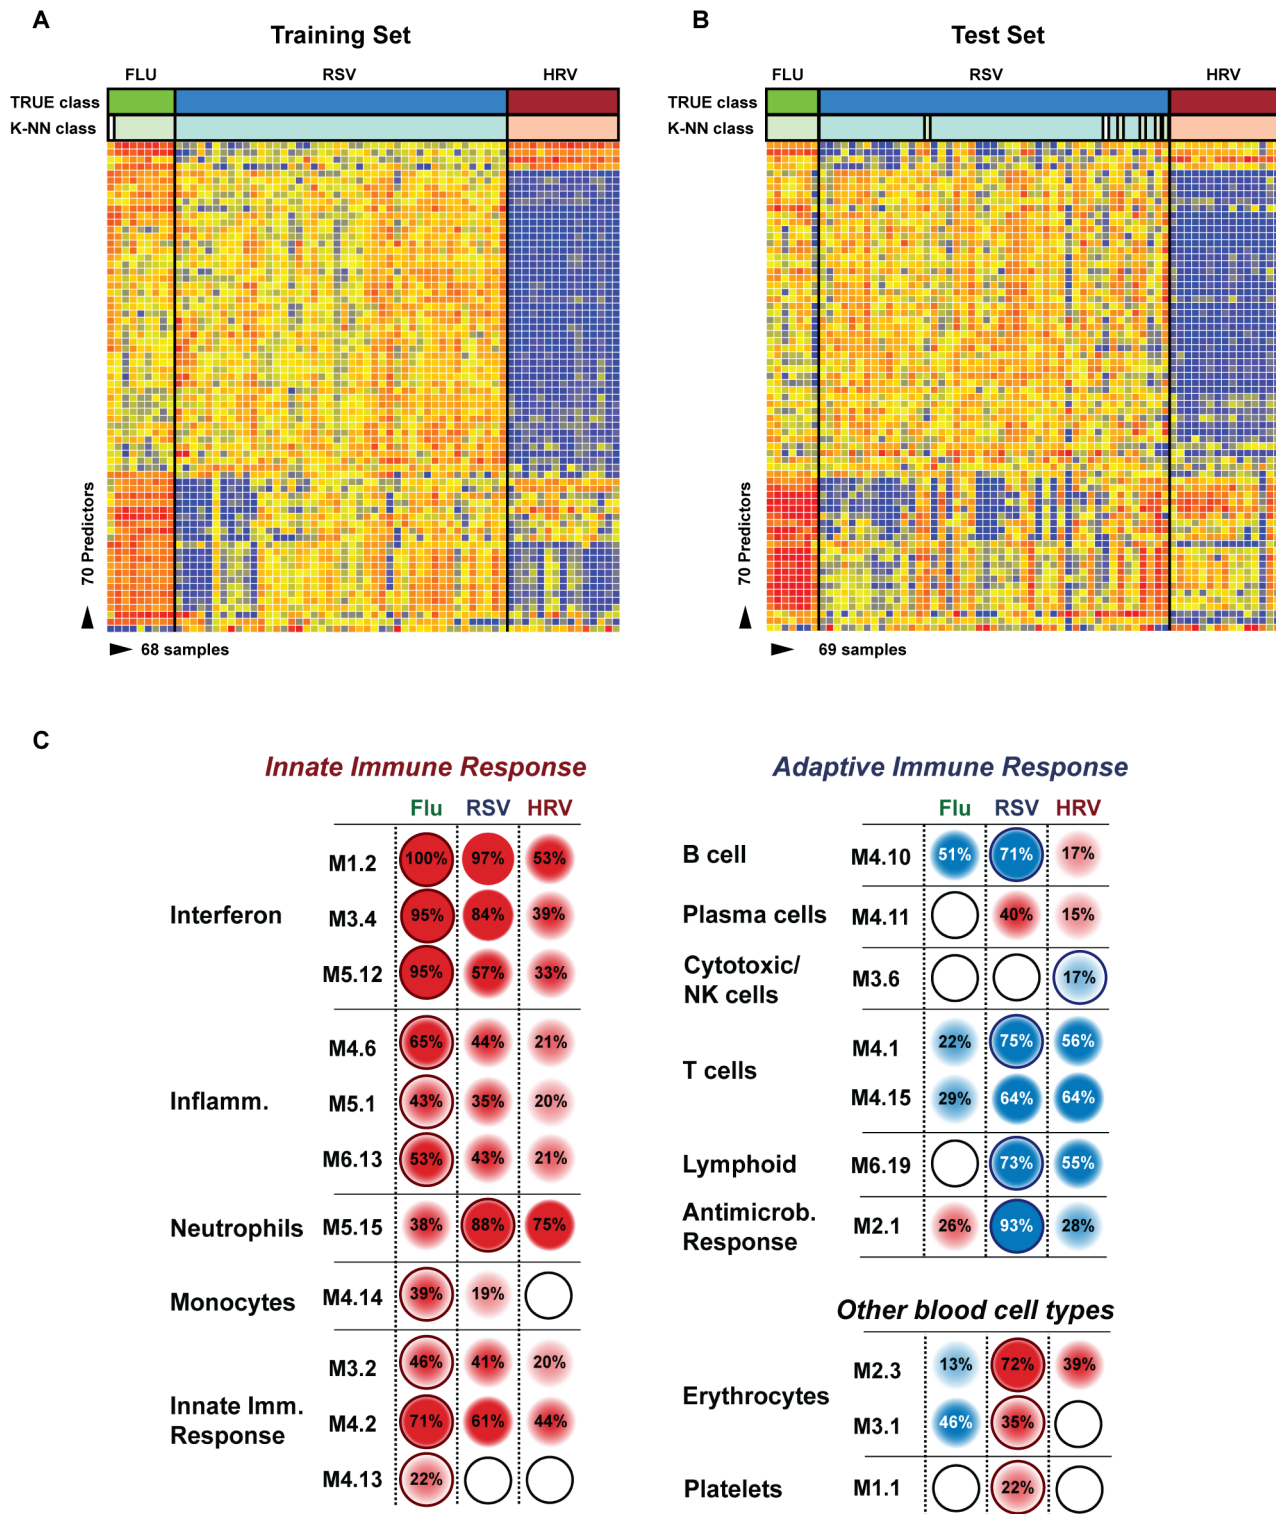 A
Training Set
FLU RSV HRV
TRUE class
K-NN class
70 Predictors
68 samples
B
Test Set
FLU RSV HRV
TRUE class
K-NN class
70 Predictors
69 samples
C
Innate Immune Response
Flu RSV HRV
Interferon
M1.2 100% 97% 53%
M3.4 95% 84% 39%
M5.12 95% 57% 33%
Inflamm.
M4.6 65% 44% 21%
M5.1 43% 35% 20%
M6.13 53% 43% 21%
Neutrophils M5.15 38% 88% 75%
Monocytes M4.14 39% 19%
Innate Imm.
Response
M3.2 46% 41% 20%
M4.2 71% 61% 44%
M4.13 22%
Adaptive Immune Response
Flu RSV HRV
B cell M4.10 51% 71% 17%
Plasma cells M4.11 40% 15%
Cytotoxic/
NK cells M3.6 17%
T cells
M4.1 22% 75% 56%
M4.15 29% 64% 64%
Lymphoid M6.19 73% 55%
Antimicrob.
Response M2.1 26% 93% 28%
Other blood cell types
Erythrocytes
M2.3 13% 72% 39%
M3.1 46% 35%
Platelets M1.1 22%